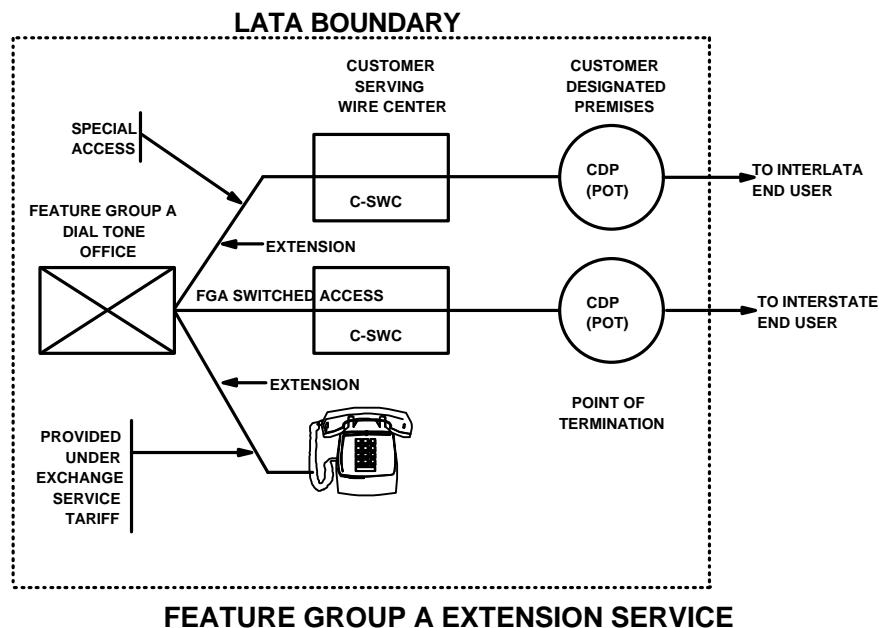 LATA BOUNDARY
CUSTOMER
SERVING
WIRE CENTER
CUSTOMER
DESIGNATED
PREMISES
SPECIAL
ACCESS
CDP
(POT)
TO INTERLATA
END USER
C-SWC
FEATURE GROUP A
DIAL TONE
OFFICE
EXTENSION
FGA SWITCHED ACCESS
C-SWC
CDP
(POT)
TO INTERSTATE
END USER
EXTENSION
POINT OF
TERMINATION
PROVIDED
UNDER
EXCHANGE
SERVICE
TARIFF
FEATURE GROUP A EXTENSION SERVICE